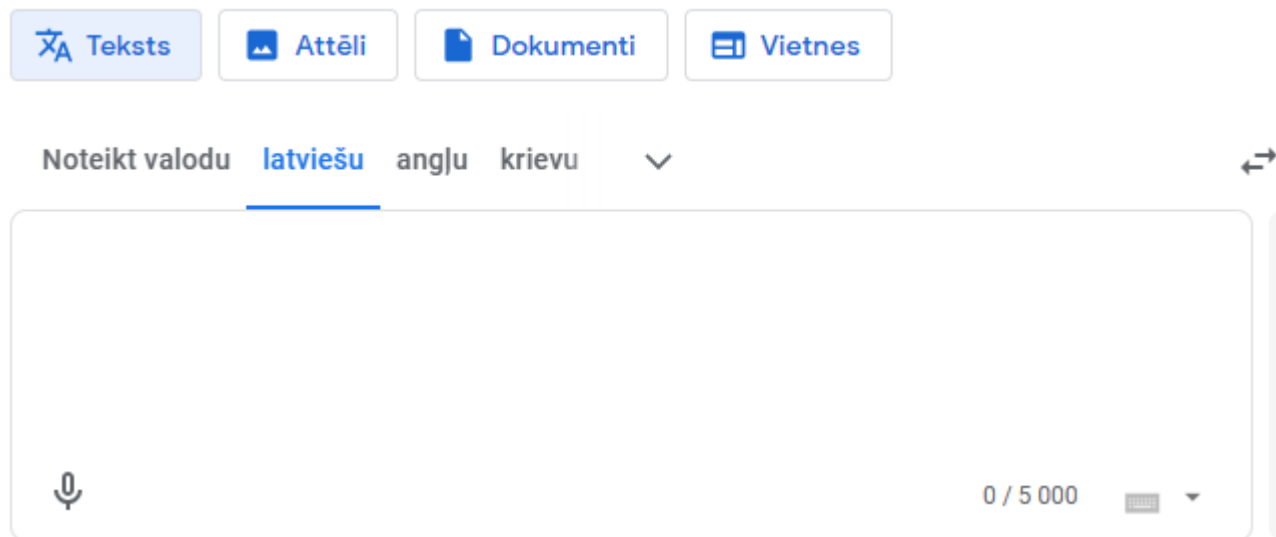 Teksts Attēli Dokumenti Vietnes
Noteikt valodu latviešu angļu krievu
0 / 5 000